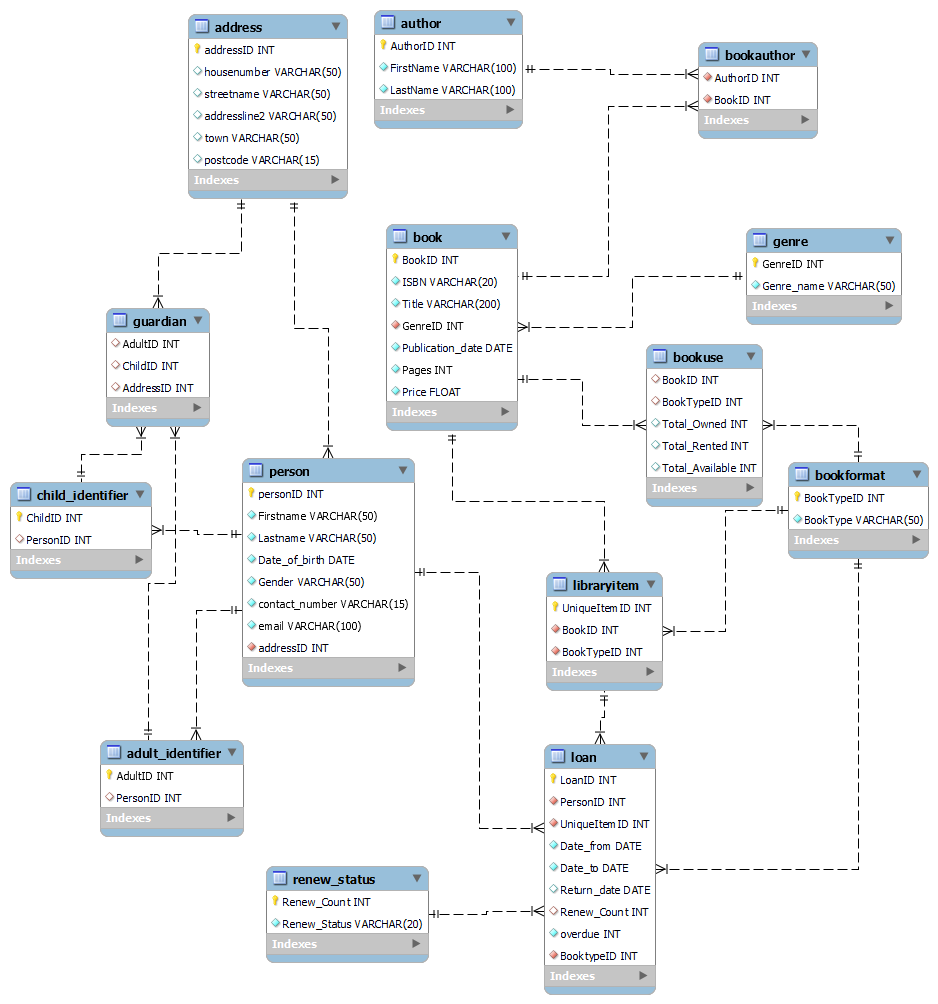 address
addressID INT
housenumber VARCHAR(50)
streetname VARCHAR(50)
addressline2 VARCHAR(50)
town VARCHAR(50)
postcode VARCHAR(15)
Indexes
author
AuthorID INT
FirstName VARCHAR(100)
LastName VARCHAR(100)
Indexes
bookauthor
AuthorID INT
BookID INT
Indexes
book
BookID INT
ISBN VARCHAR(20)
Title VARCHAR(200)
GenreID INT
Publication_date DATE
Pages INT
Price FLOAT
Indexes
genre
GenreID INT
Genre_name VARCHAR(50)
Indexes
guardian
AdultID INT
ChildID INT
AddressID INT
Indexes
bookuse
BookID INT
BookTypeID INT
Total_Owned INT
Total_Rented INT
Total_Available INT
Indexes
person
personID INT
Firstname VARCHAR(50)
Lastname VARCHAR(50)
Date_of_birth DATE
Gender VARCHAR(50)
contact_number VARCHAR(15)
email VARCHAR(100)
addressID INT
Indexes
bookformat
BookTypeID INT
BookType VARCHAR(50)
Indexes
child_identifier
ChildID INT
PersonID INT
Indexes
libraryitem
UniqueItemID INT
BookID INT
BookTypeID INT
Indexes
adult_identifier
AdultID INT
PersonID INT
Indexes
loan
LoanID INT
PersonID INT
UniqueItemID INT
Date_from DATE
Date_to DATE
Return_date DATE
Renew_Count INT
overdue INT
BooktypeID INT
Indexes
renew_status
Renew_Count INT
Renew_Status VARCHAR(20)
Indexes